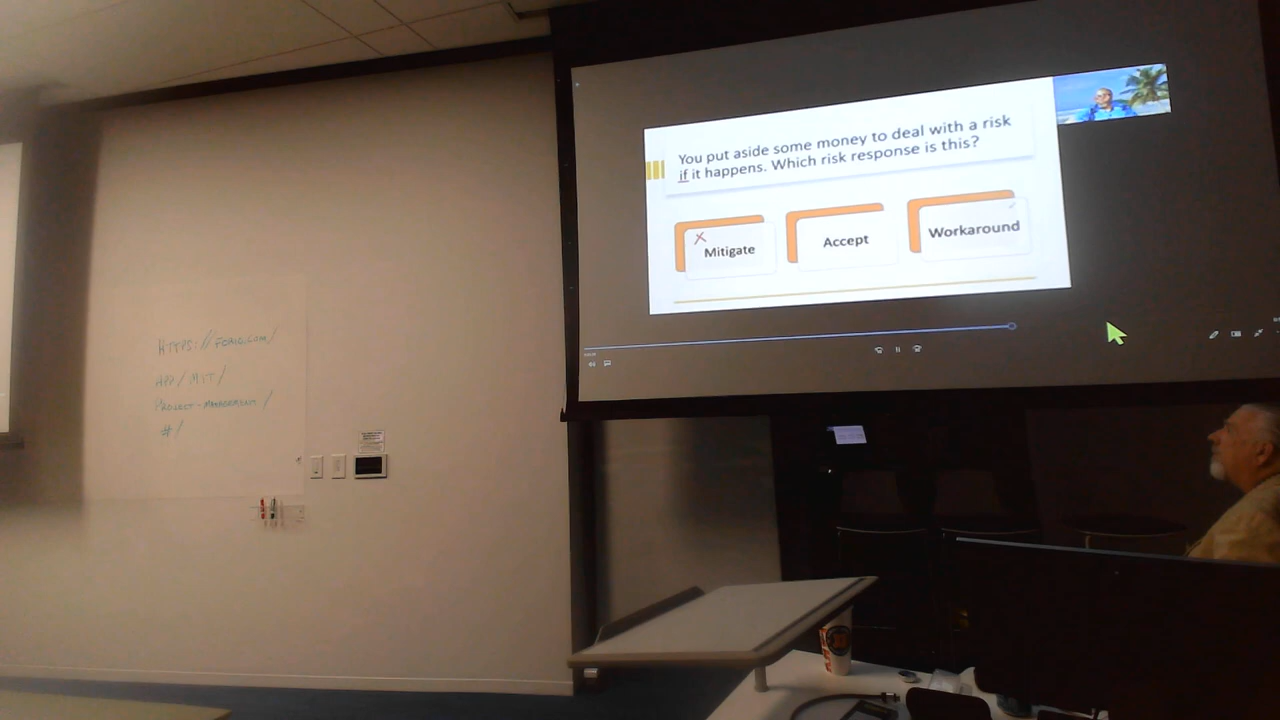 HTTPS://FORIO.COM/
APP/MIT/
PROJECT-MANAGEMENT/
#/
You put aside some money to deal with a risk
if it happens. Which risk response is this?
X
Mitigate
Accept
Workaround